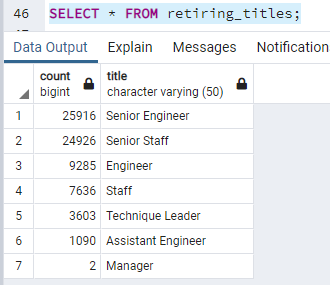 46 SELECT * FROM retiring_titles;
Data Output Explain Messages Notification
count title
bigint character varying (50)
1 25916 Senior Engineer
2 24926 Senior Staff
3 9285 Engineer
4 7636 Staff
5 3603 Technique Leader
6 1090 Assistant Engineer
7 2 Manager